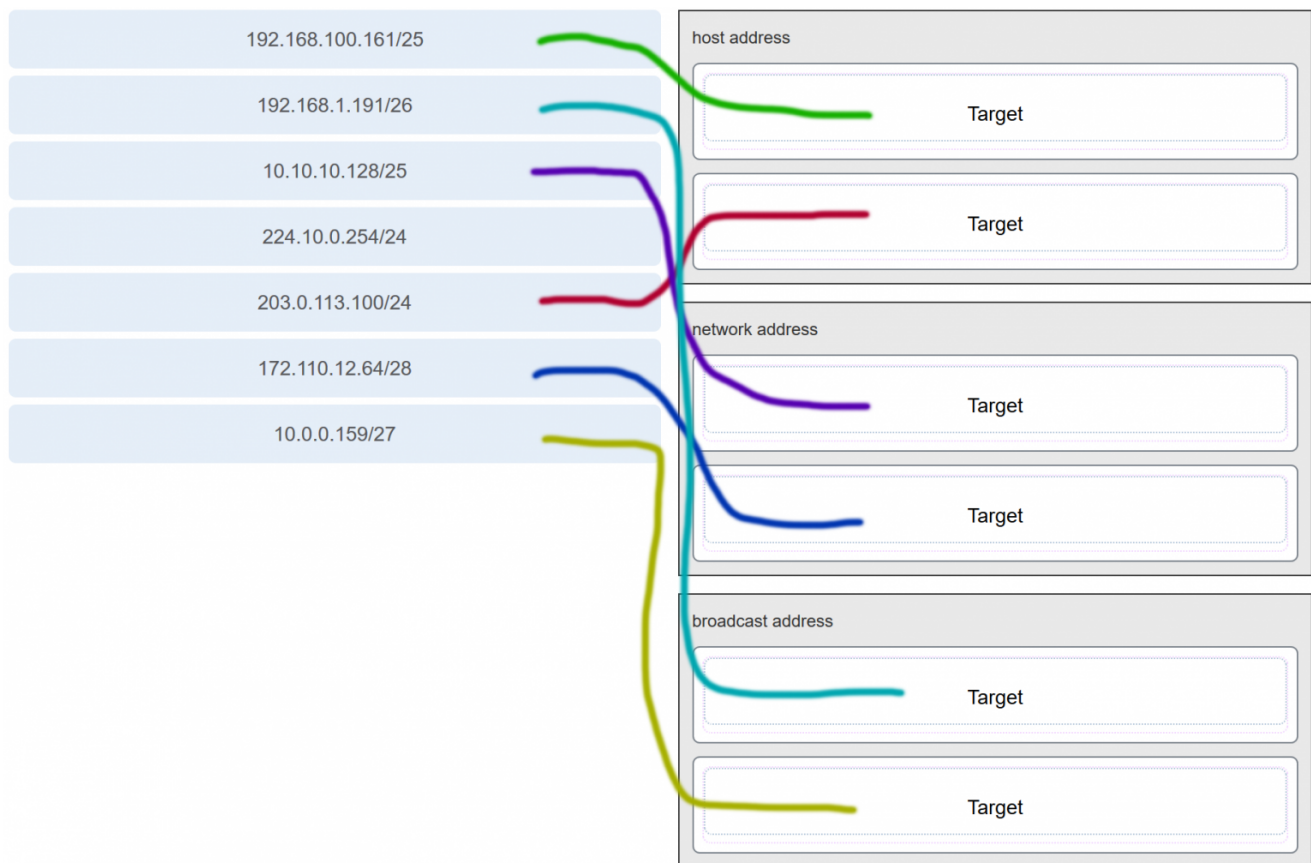 192.168.100.161/25
192.168.1.191/26
10.10.10.128/25
224.10.0.254/24
203.0.113.100/24
172.110.12.64/28
10.0.0.159/27
host address
Target
Target
network address
Target
Target
broadcast address
Target
Target